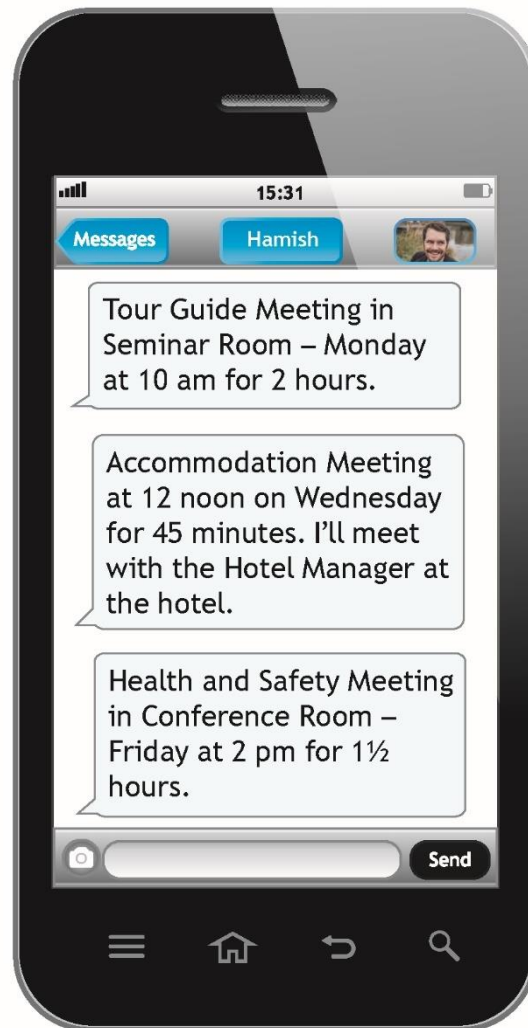 15:31
Messages
Hamish
Tour Guide Meeting in
Seminar Room – Monday
at 10 am for 2 hours.
Accommodation Meeting
at 12 noon on Wednesday
for 45 minutes. I’ll meet
with the Hotel Manager at
the hotel.
Health and Safety Meeting
in Conference Room –
Friday at 2 pm for 1½
hours.
Send